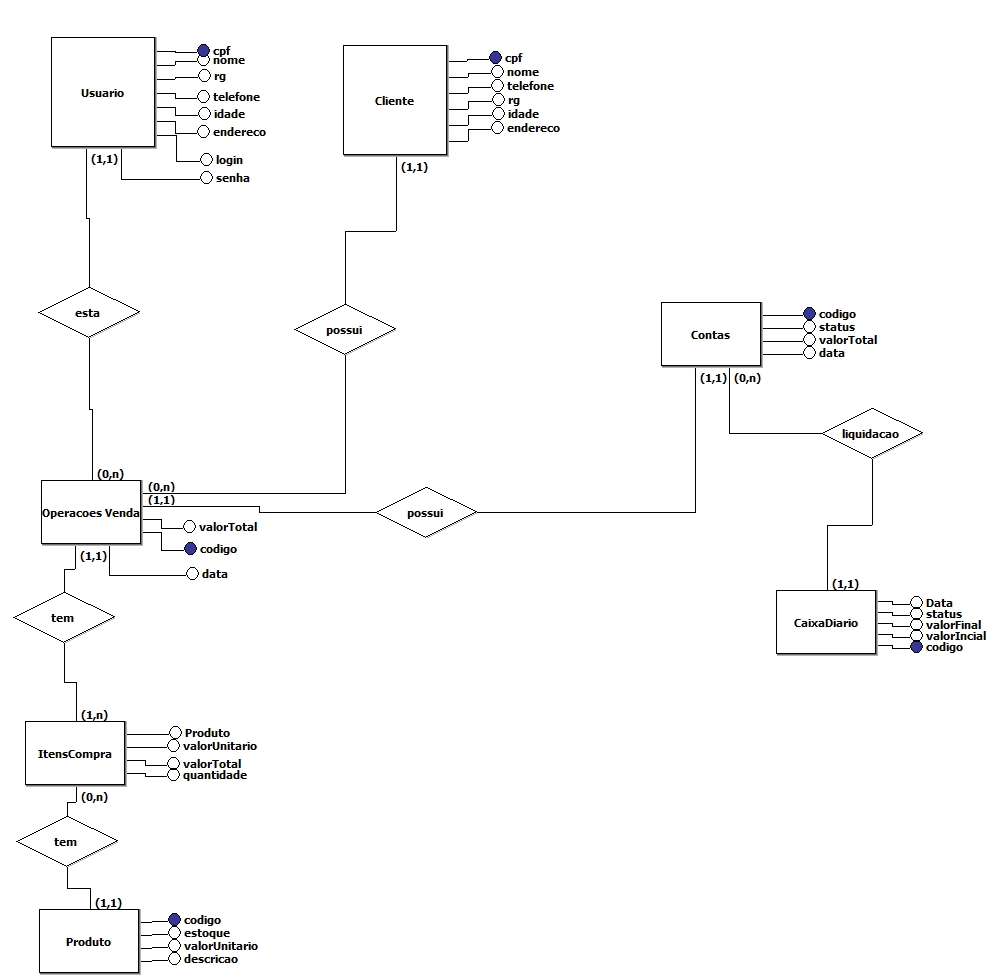 Usuario
cpf
nome
rg
telefone
idade
endereco
login
senha
(1,1)
Cliente
cpf
nome
telefone
rg
idade
endereco
(1,1)
esta
possui
Contas
codigo
status
valorTotal
data
(1,1)
(0,n)
liquidacao
(0,n)
(0,n)
(1,1)
Operacoes Venda
valorTotal
codigo
data
(1,1)
possui
(1,1)
CaixaDiario
Data
status
valorFinal
valorIncial
codigo
tem
(1,n)
ItensCompra
Produto
valorUnitario
valorTotal
quantidade
(0,n)
tem
(1,1)
Produto
codigo
estoque
valorUnitario
descricao